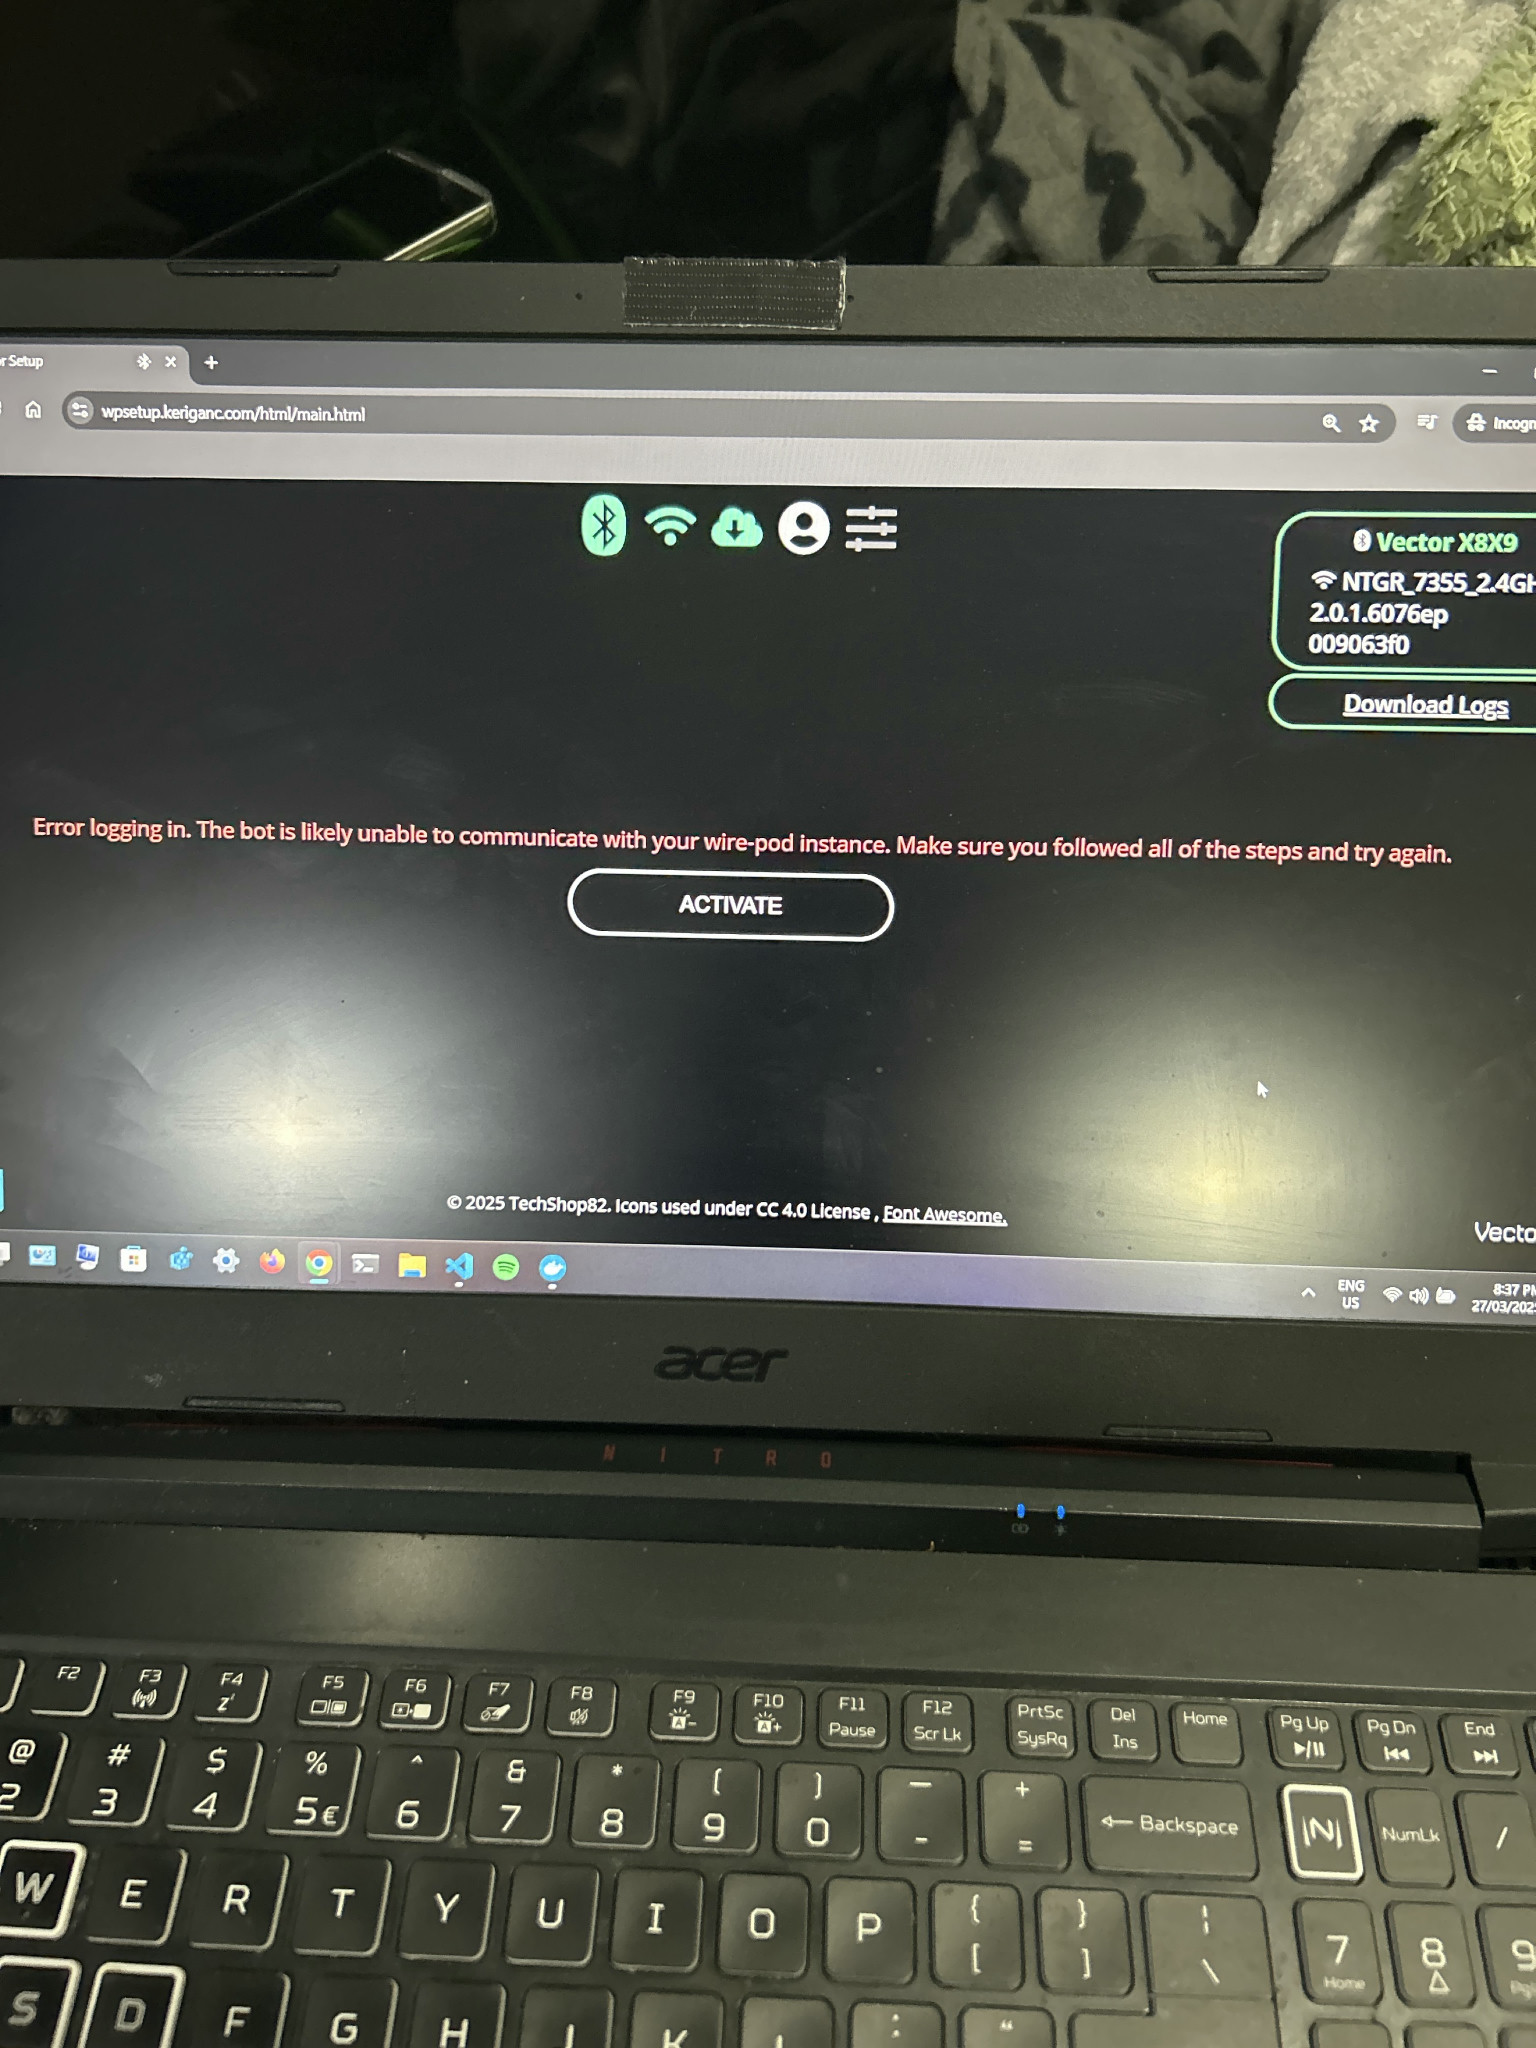 r Setup
wpsetup.keriganc.com/html/main.html
Vector X8X9
NTGR_7355_2.4GH
2.0.1.6076ep
009063f0
Download Logs
Error logging in. The bot is likely unable to communicate with your wire-pod instance. Make sure you followed all of the steps and try again.
ACTIVATE
© 2025 TechShop82. Icons used under CC 4.0 License , Font Awesome.
Vecto
ENG
US
8:37 PM
27/03/202
acer
NITRO
F2 F3 F4 F5 F6 F7 F8 F9 F10 F11 F12 PrtSc Del Home Pg Up Pg Dn End
z A- A+ Pause Scr Lk SysRq Ins
@ # $ % ^ & * ( ) _ +
2 3 4 5 € 6 7 8 9 0 - = Backspace N NumLk /
W E R T Y U I O P { [ } ] \ 7 8 9
Home
S D F G H J K L : "